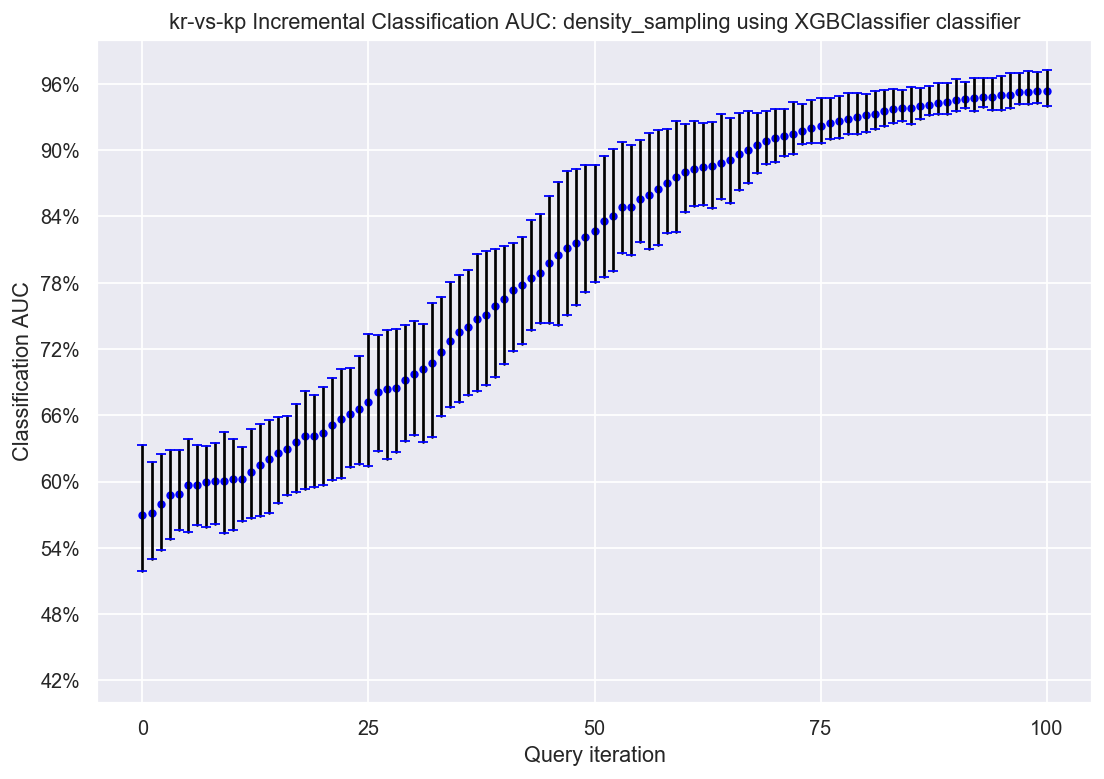 kr-vs-kp Incremental Classification AUC: density_sampling using XGBClassifier classifier
96%
90%
84%
78%
72%
66%
60%
54%
48%
42%
Classification AUC
0 25 50 75 100
Query iteration